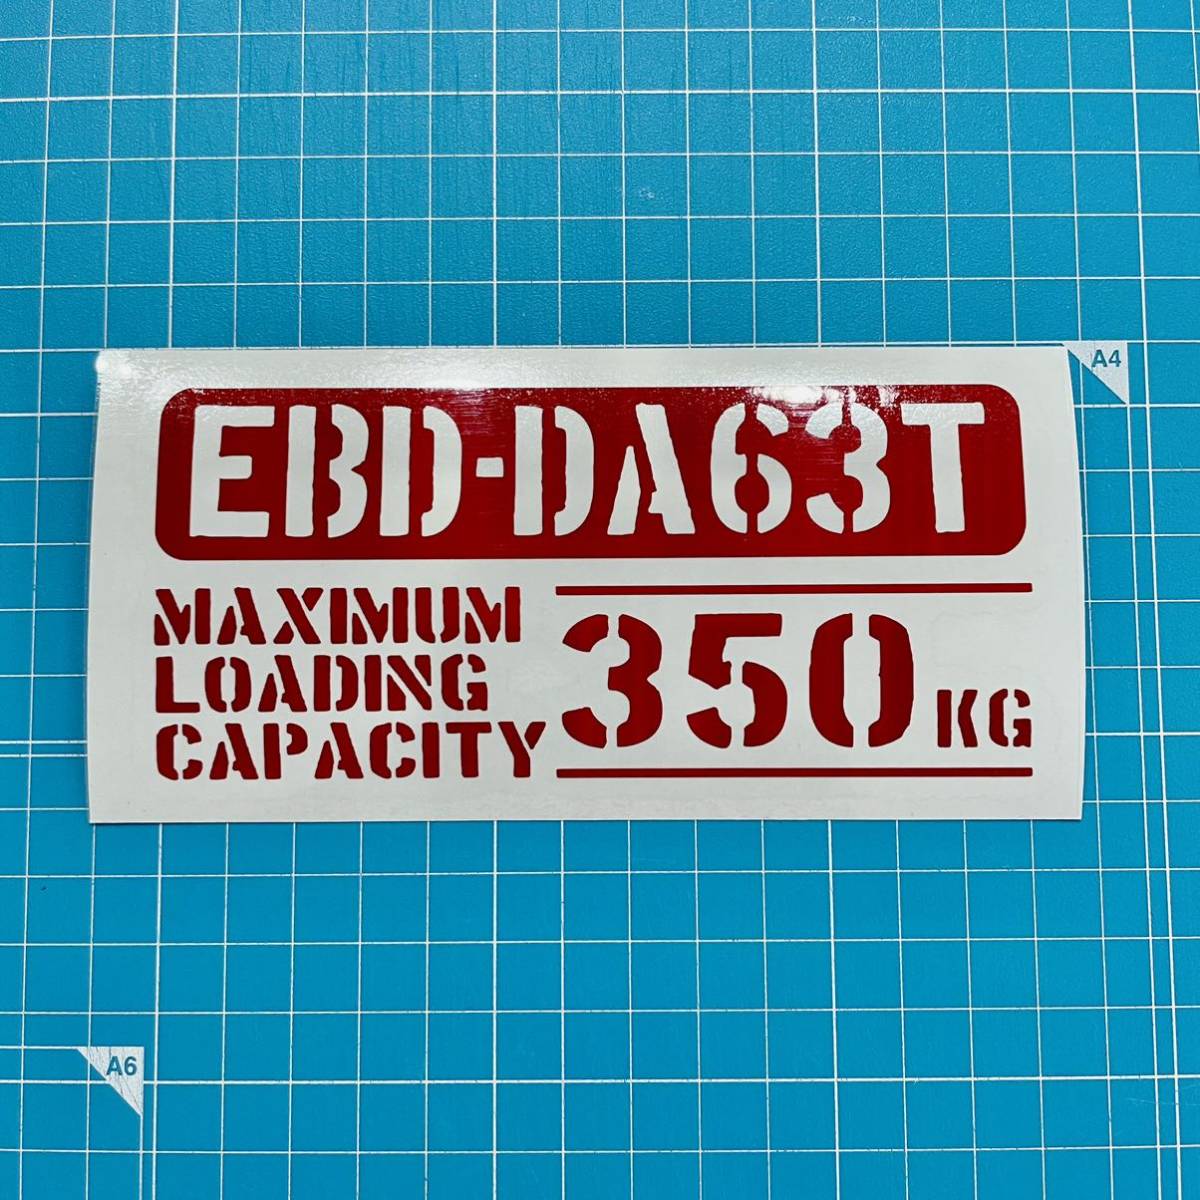 A4
EBD-DA63T
MAXIMUM
LOADING
CAPACITY
350 KG
A6